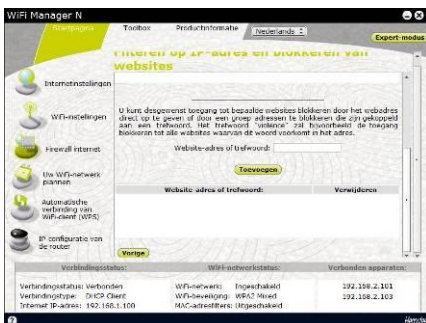 WiFi Manager N
Startpagina
Toolbox
Productinformatie
Nederlands
Expert-modus
Filteren op IP-adres en blokkeren van
websites
Internetinstellingen
WiFi-instellingen
Firewall internet
Uw WiFi-netwerk
plannen
Automatische
verbinding van
WiFi-client (WPS)
IP configuratie van
de router
U kunt desgewenst toegang tot bepaalde websites blokkeren door het webadres
direct op te geven of door een groep adressen te blokkeren die zijn gekoppeld
aan een trefwoord. Het trefwoord "violence" zal bijvoorbeeld de toegang
blokkeren tot alle websites waarvan dit woord voorkomt in het adres.
Website-adres of trefwoord:
Toevoegen
Website-adres of trefwoord:
Verwijderen
Vorige
Verbindingsstatus:
WiFi-netwerkstatus:
Verbonden apparaten:
Verbindingsstatus: Verbonden
Verbindingstype: DHCP Client
Internet IP-adres: 192.168.1.100
WiFi-netwerk: Ingeschakeld
WiFi-beveiliging: WPA2 Mixed
MAC-adresfilters: Uitgeschakeld
192.168.2.101
192.168.2.103
Hamlet